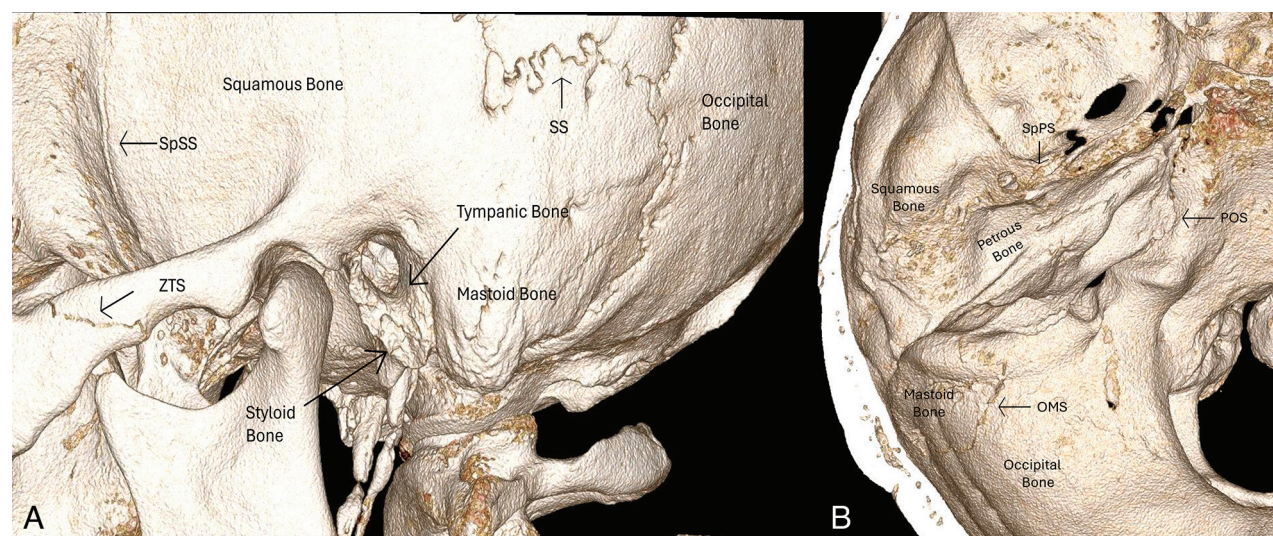 Squamous Bone
SpSS
SS
Occipital
Bone
Tympanic Bone
ZTS
Mastoid Bone
Styloid
Bone
A
SpPS
Squamous
Bone
Petrous
Bone
POS
Mastoid
Bone
OMS
Occipital
Bone
B